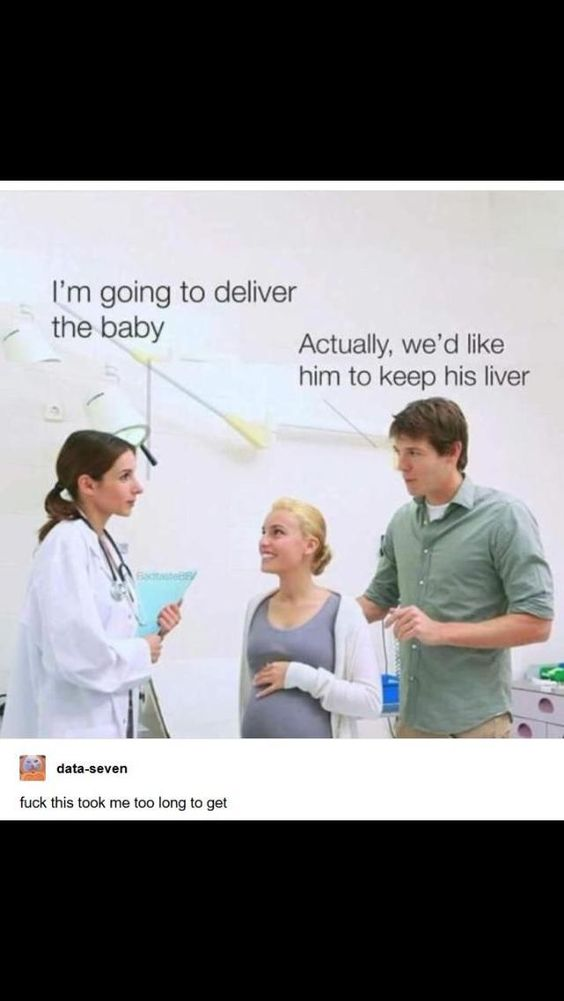 I'm going to deliver
the baby
Actually, we'd like
him to keep his liver
data-seven
fuck this took me too long to get